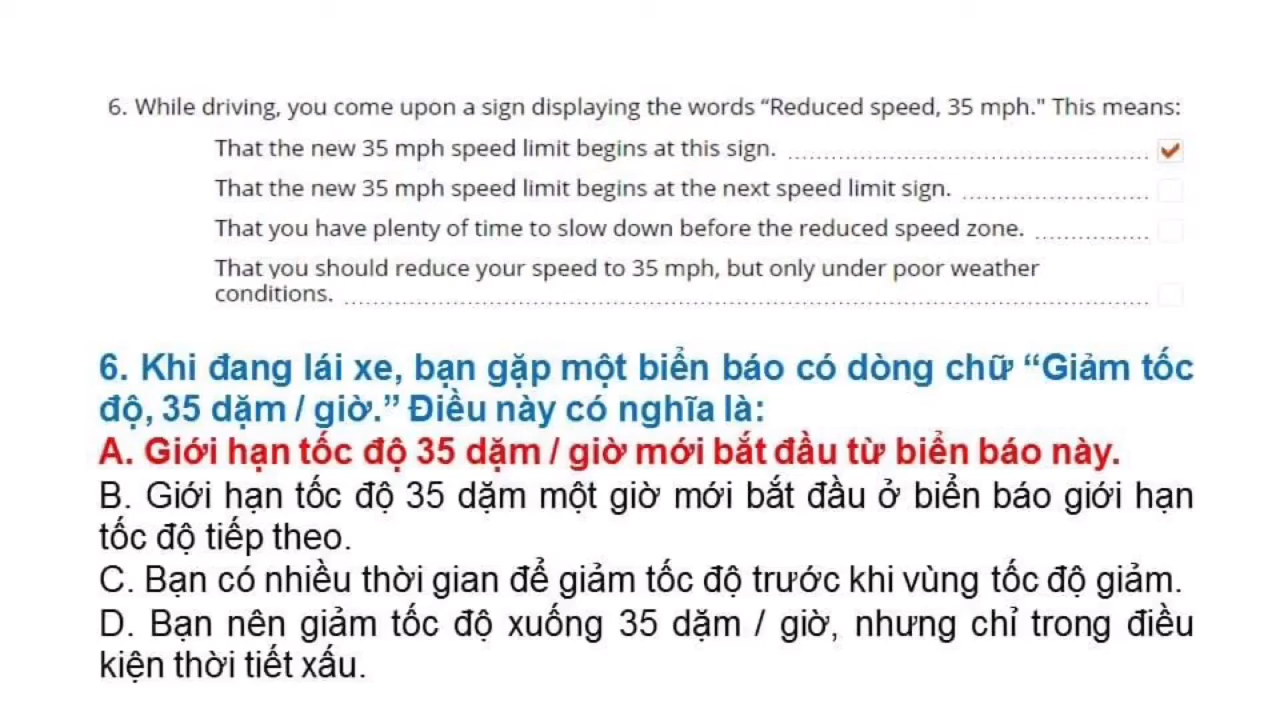 6. While driving, you come upon a sign displaying the words “Reduced speed, 35 mph." This means:
That the new 35 mph speed limit begins at this sign.
That the new 35 mph speed limit begins at the next speed limit sign.
That you have plenty of time to slow down before the reduced speed zone.
That you should reduce your speed to 35 mph, but only under poor weather
conditions.
6. Khi đang lái xe, bạn gặp một biển báo có dòng chữ “Giảm tốc
độ, 35 dặm / giờ.” Điều này có nghĩa là:
A. Giới hạn tốc độ 35 dặm / giờ mới bắt đầu từ biển báo này.
B. Giới hạn tốc độ 35 dặm một giờ mới bắt đầu ở biển báo giới hạn
tốc độ tiếp theo.
C. Bạn có nhiều thời gian để giảm tốc độ trước khi vùng tốc độ giảm.
D. Bạn nên giảm tốc độ xuống 35 dặm / giờ, nhưng chỉ trong điều
kiện thời tiết xấu.